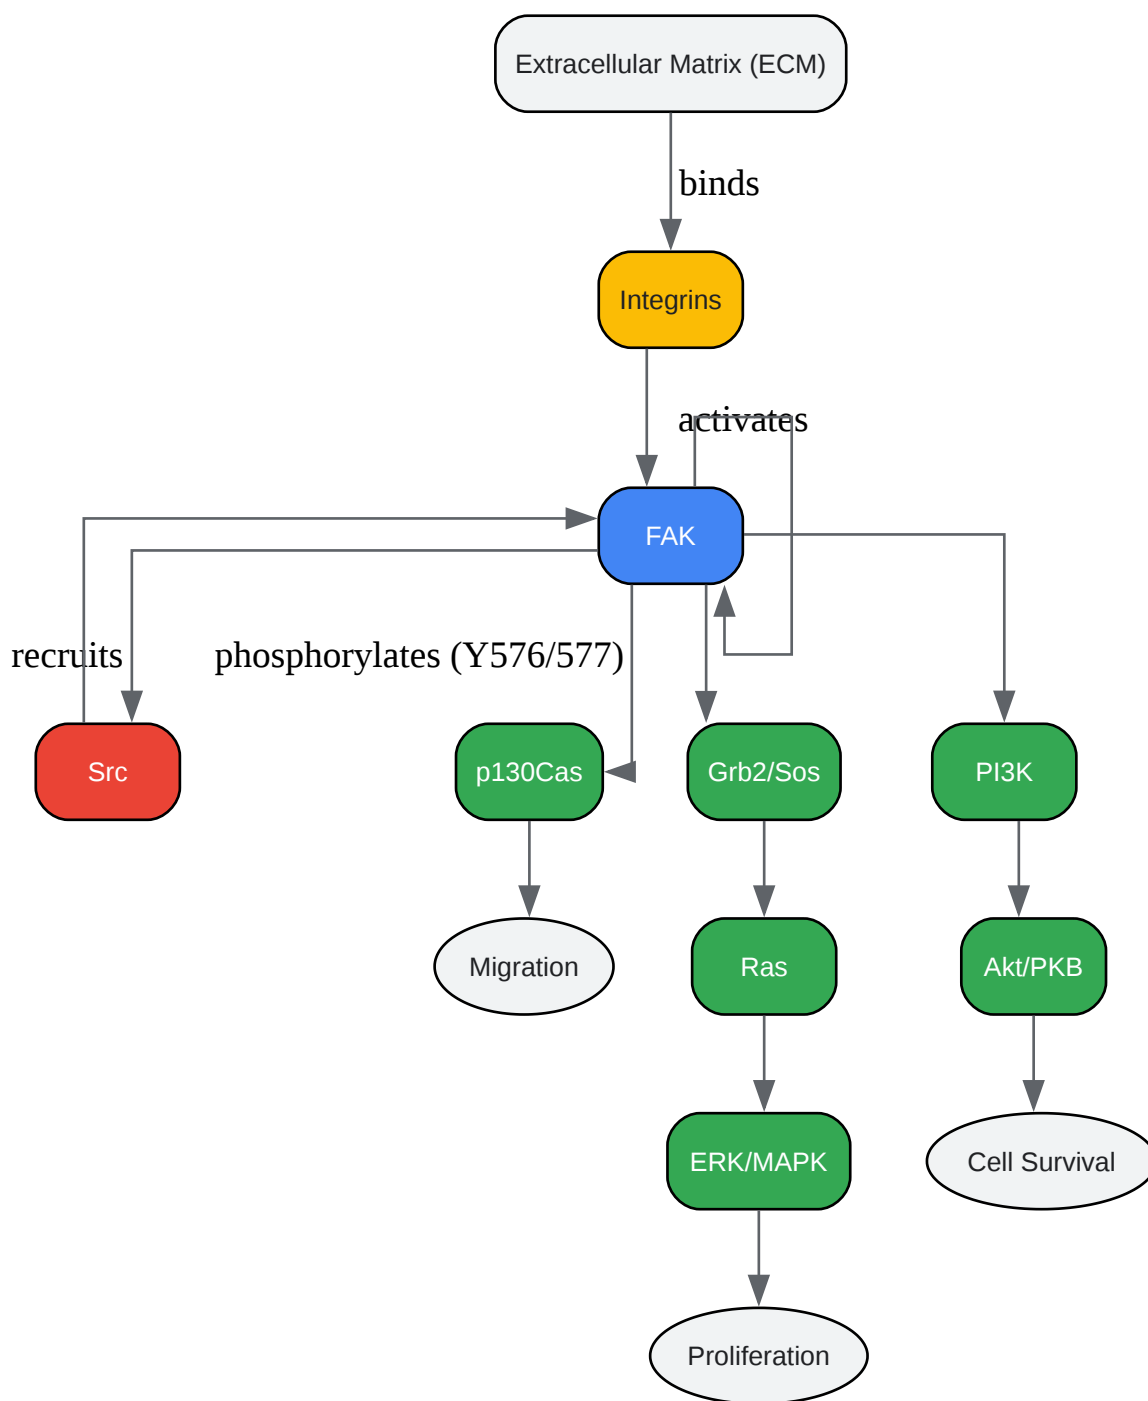 Extracellular Matrix (ECM)
binds
Integrins
activates
FAK
recruits
phosphorylates (Y576/577)
Src
p130Cas
Grb2/Sos
PI3K
Migration
Ras
Akt/PKB
ERK/MAPK
Cell Survival
Proliferation